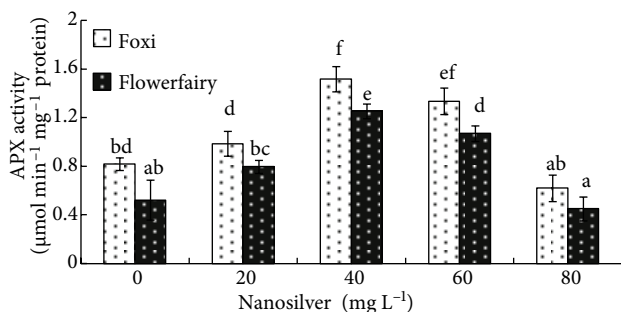 APX activity
(μmol min⁻¹ mg⁻¹ protein)
2
1.6
1.2
0.8
0.4
0
Foxi
Flowerfairy
bd
ab
d
bc
f
e
ef
d
ab
a
0
20
40
60
80
Nanosilver (mg L⁻¹)